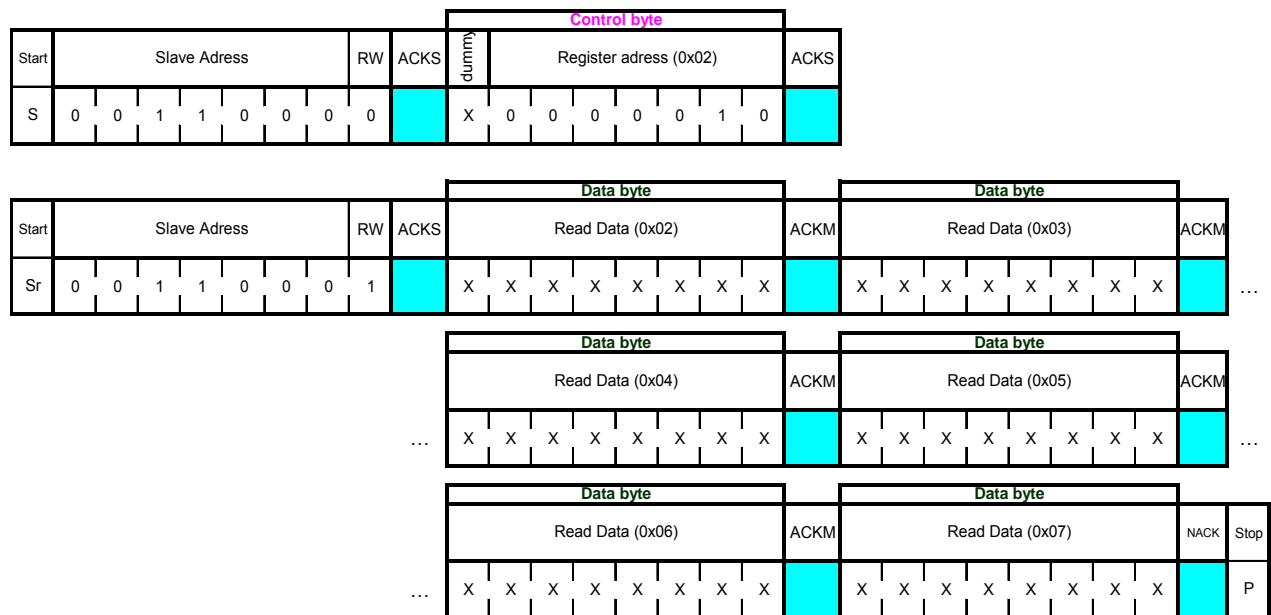 Control byte
Start Slave Adress RW ACKS dummy Register adress (0x02) ACKS
S 0 0 1 1 0 0 0 0 X 0 0 0 0 0 1 0
Data byte Data byte
Start Slave Adress RW ACKS Read Data (0x02) ACKM Read Data (0x03) ACKM
Sr 0 0 1 1 0 0 0 1 X X X X X X X X X X X X X X X X …
Data byte Data byte
Read Data (0x04) ACKM Read Data (0x05) ACKM
… X X X X X X X X X X X X X X X X …
Data byte Data byte
Read Data (0x06) ACKM Read Data (0x07) NACK Stop
… X X X X X X X X X X X X X X X X P